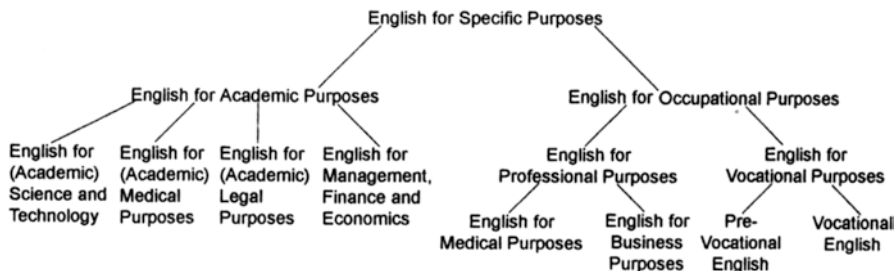 English for Specific Purposes
English for Academic Purposes
English for Occupational Purposes
English for
(Academic)
Science and
Technology
English for
(Academic)
Medical
Purposes
English for
(Academic)
Legal
Purposes
English for
Management,
Finance and
Economics
English for
Professional Purposes
English for
Vocational Purposes
English for
Medical Purposes
English for
Business
Purposes
Pre-
Vocational
English
Vocational
English